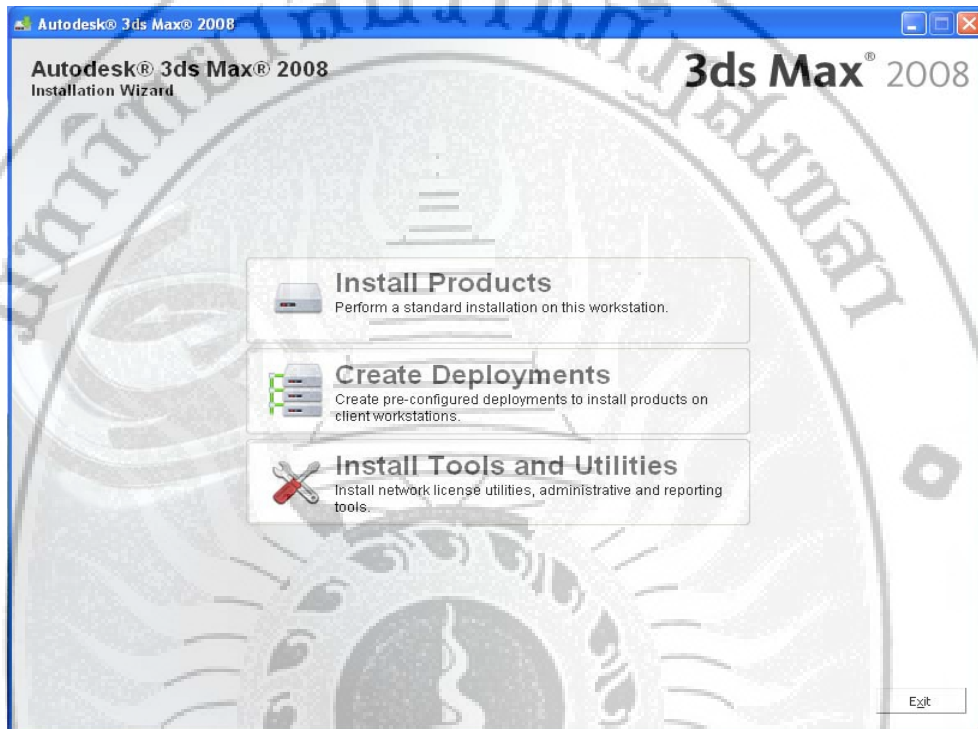 Autodesk® 3ds Max® 2008
Autodesk® 3ds Max® 2008
Installation Wizard
3ds Max® 2008
Install Products
Perform a standard installation on this workstation.
Create Deployments
Create pre-configured deployments to install products on
client workstations.
Install Tools and Utilities
Install network license utilities, administrative and reporting
tools.
Exit